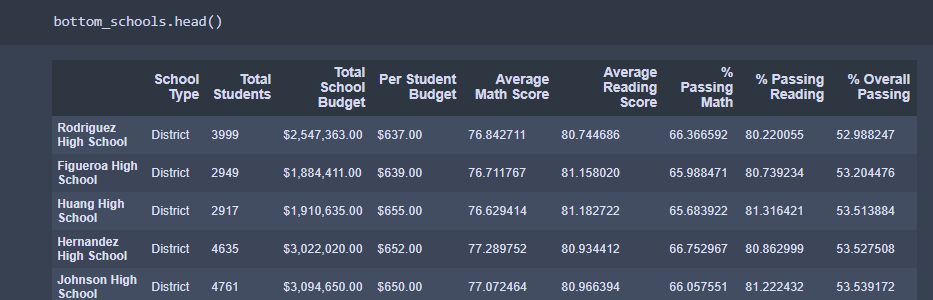 bottom_schools.head()
School Type Total Students Total School Budget Per Student Budget Average Math Score Average Reading Score % Passing Math % Passing Reading % Overall Passing
Rodriguez High School District 3999 $2,547,363.00 $637.00 76.842711 80.744686 66.366592 80.220055 52.988247
Figueroa High School District 2949 $1,884,411.00 $639.00 76.711767 81.158020 65.988471 80.739234 53.204476
Huang High School District 2917 $1,910,635.00 $655.00 76.629414 81.182722 65.683922 81.316421 53.513884
Hernandez High School District 4635 $3,022,020.00 $652.00 77.289752 80.934412 66.752967 80.862999 53.527508
Johnson High School District 4761 $3,094,650.00 $650.00 77.072464 80.966394 66.057551 81.222432 53.539172